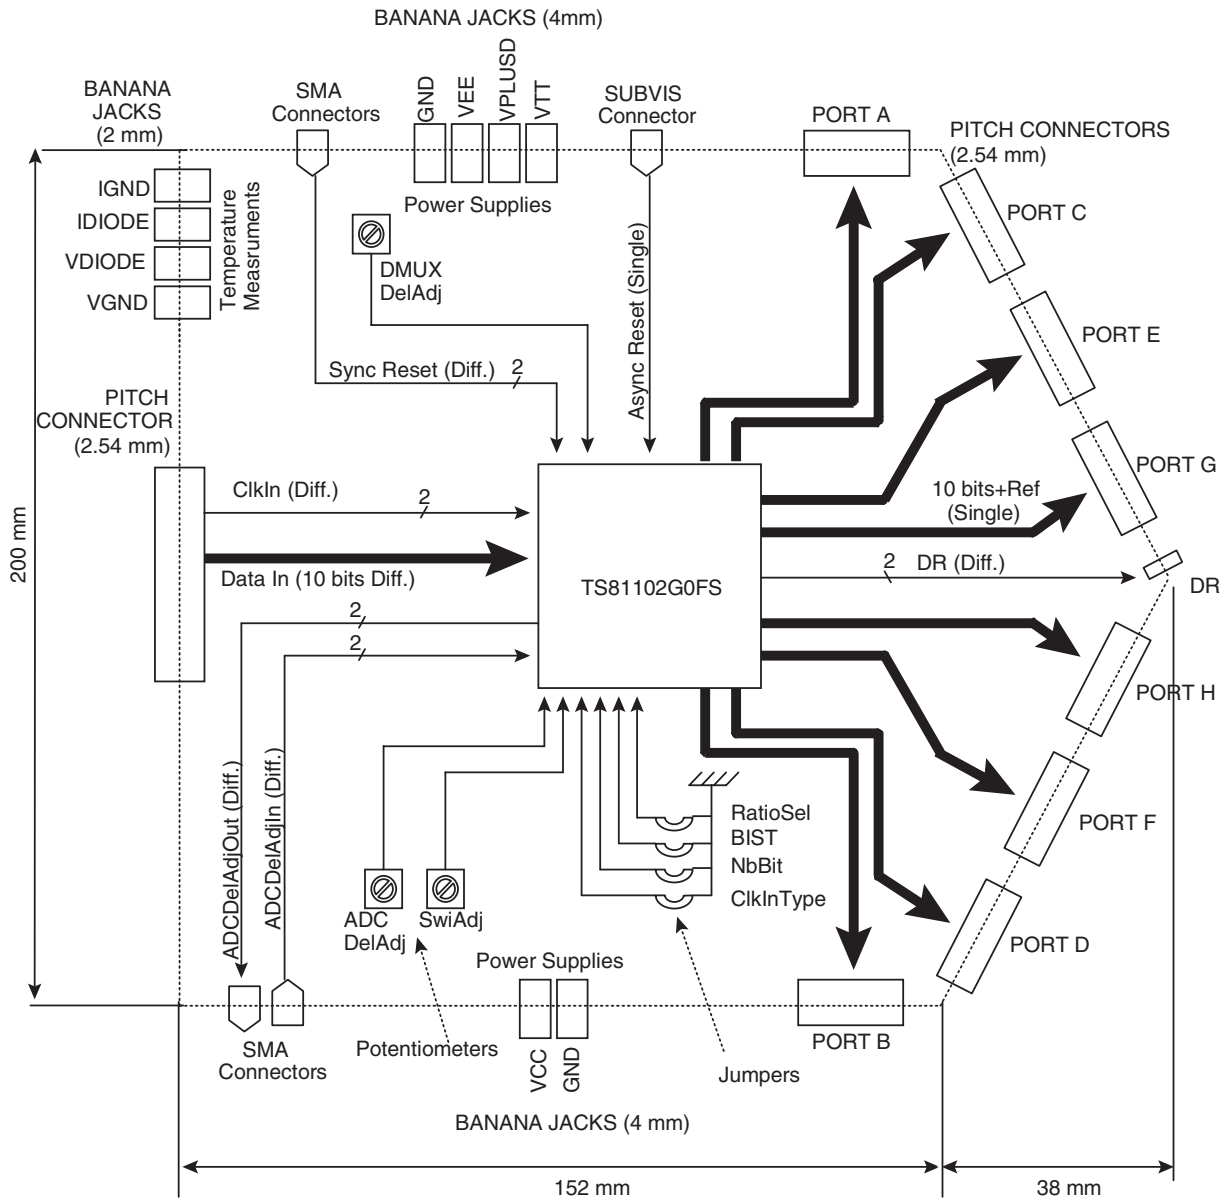 BANANA JACKS (4mm)
BANANA
JACKS
(2 mm)
SMA
Connectors
GND
VEE
VPLUSD
VTT
SUBVIS
Connector
PORT A
PITCH CONNECTORS
(2.54 mm)
IGND
IDIODE
VDIODE
VGND
Temperature
Measruments
Power Supplies
DMUX
DelAdj
Async Reset (Single)
PORT C
PORT E
Sync Reset (Diff.)
2
PITCH
CONNECTOR
(2.54 mm)
PORT G
ClkIn (Diff.)
2
10 bits+Ref
(Single)
200 mm
Data In (10 bits Diff.)
TS81102G0FS
2
DR (Diff.)
DR
2
2
PORT H
ADCDelAdjOut (Diff.)
ADCDelAdjIn (Diff.)
RatioSel
BIST
NbBit
ClkInType
PORT F
ADC
DelAdj
SwiAdj
PORT D
Power Supplies
PORT B
SMA
Connectors
Potentiometers
VCC
GND
Jumpers
BANANA JACKS (4 mm)
152 mm
38 mm